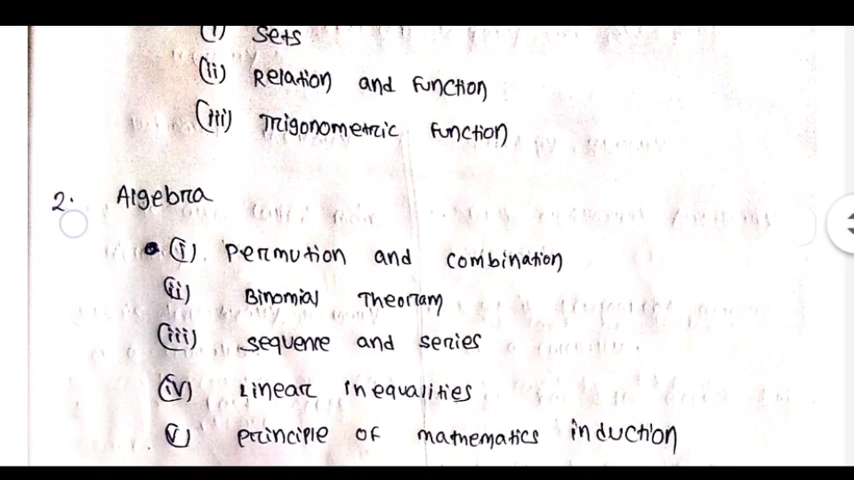 (i) Sets
(ii) Relation and function
(iii) Trigonometric function
2. Algebra
(i). Permution and combination
(ii) Binomial Theoram
(iii) sequence and series
(iv) Linear inequalities
(v) principle of mathematics induction